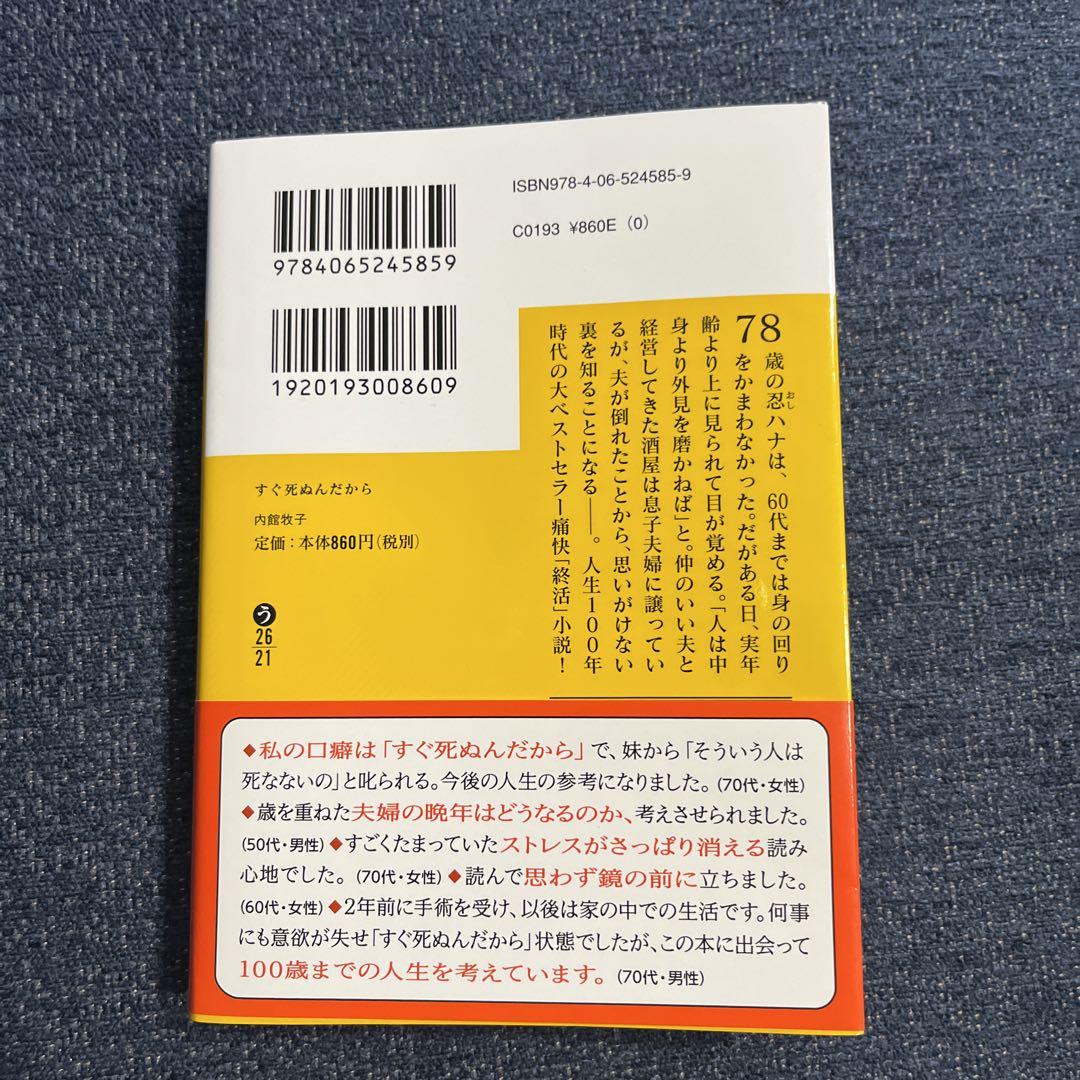 ISBN978-4-06-524585-9
C0193 ¥860E (0)
9784065245859
1920193008609
78歳の忍ハナは、60代までは身の回り
をかまわなかった。だがある日、実年
齢より上に見られて目が覚める。「人は中
身より外見を磨かねば」と。仲のいい夫と
経営してきた酒屋は息子夫婦に譲ってい
るが、夫が倒れたことから、思いがけない
裏を知ることになる――。人生100年
時代の大ベストセラー痛快「終活」小説!
おし
すぐ死ぬんだから
内館牧子
定価:本体860円(税別)
う
26
21
◆私の口癖は「すぐ死ぬんだから」で、妹から「そういう人は
死なないの」と叱られる。今後の人生の参考になりました。(70代・女性)
◆歳を重ねた夫婦の晩年はどうなるのか、考えさせられました。
(50代・男性)◆すごくたまっていたストレスがさっぱり消える読み
心地でした。(70代・女性)◆読んで思わず鏡の前に立ちました。
(60代・女性)◆2年前に手術を受け、以後は家の中での生活です。何事
にも意欲が失せ「すぐ死ぬんだから」状態でしたが、この本に出会って
100歳までの人生を考えています。(70代・男性)